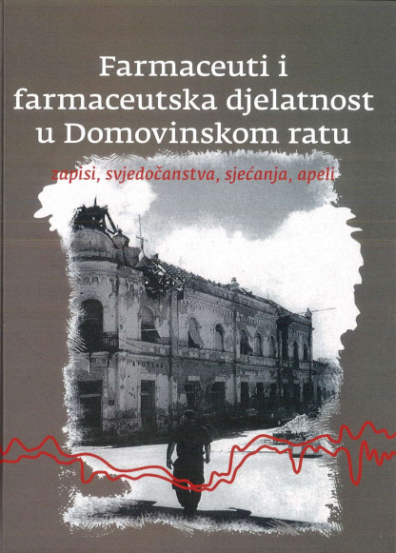 Farmaceuti i
farmaceutska djelatnost
u Domovinskom ratu
zapisi, svjedočanstva, sjećanja, apeli